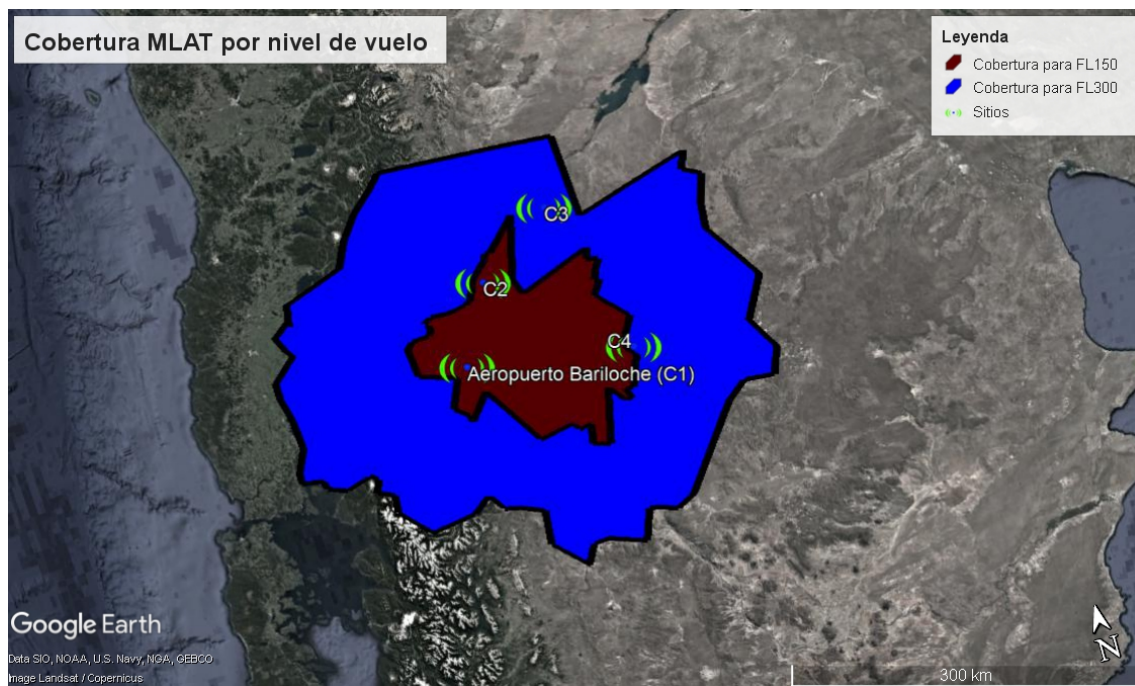 Cobertura MLAT por nivel de vuelo
Leyenda
Cobertura para FL150
Cobertura para FL300
Sitios
C3
C2
C4
Aeropuerto Bariloche (C1)
Google Earth
Data SIO, NOAA, U.S. Navy, NGA, GEBCO
Image Landsat / Copernicus
300 km
N